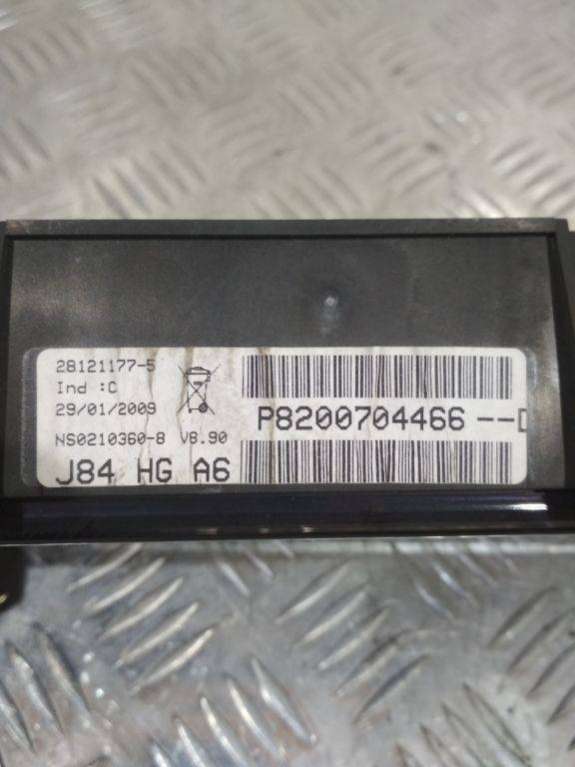 28121177-5
Ind :C
29/01/2009
NS0210360-8 V8.90
J84 HG A6
P8200704466--